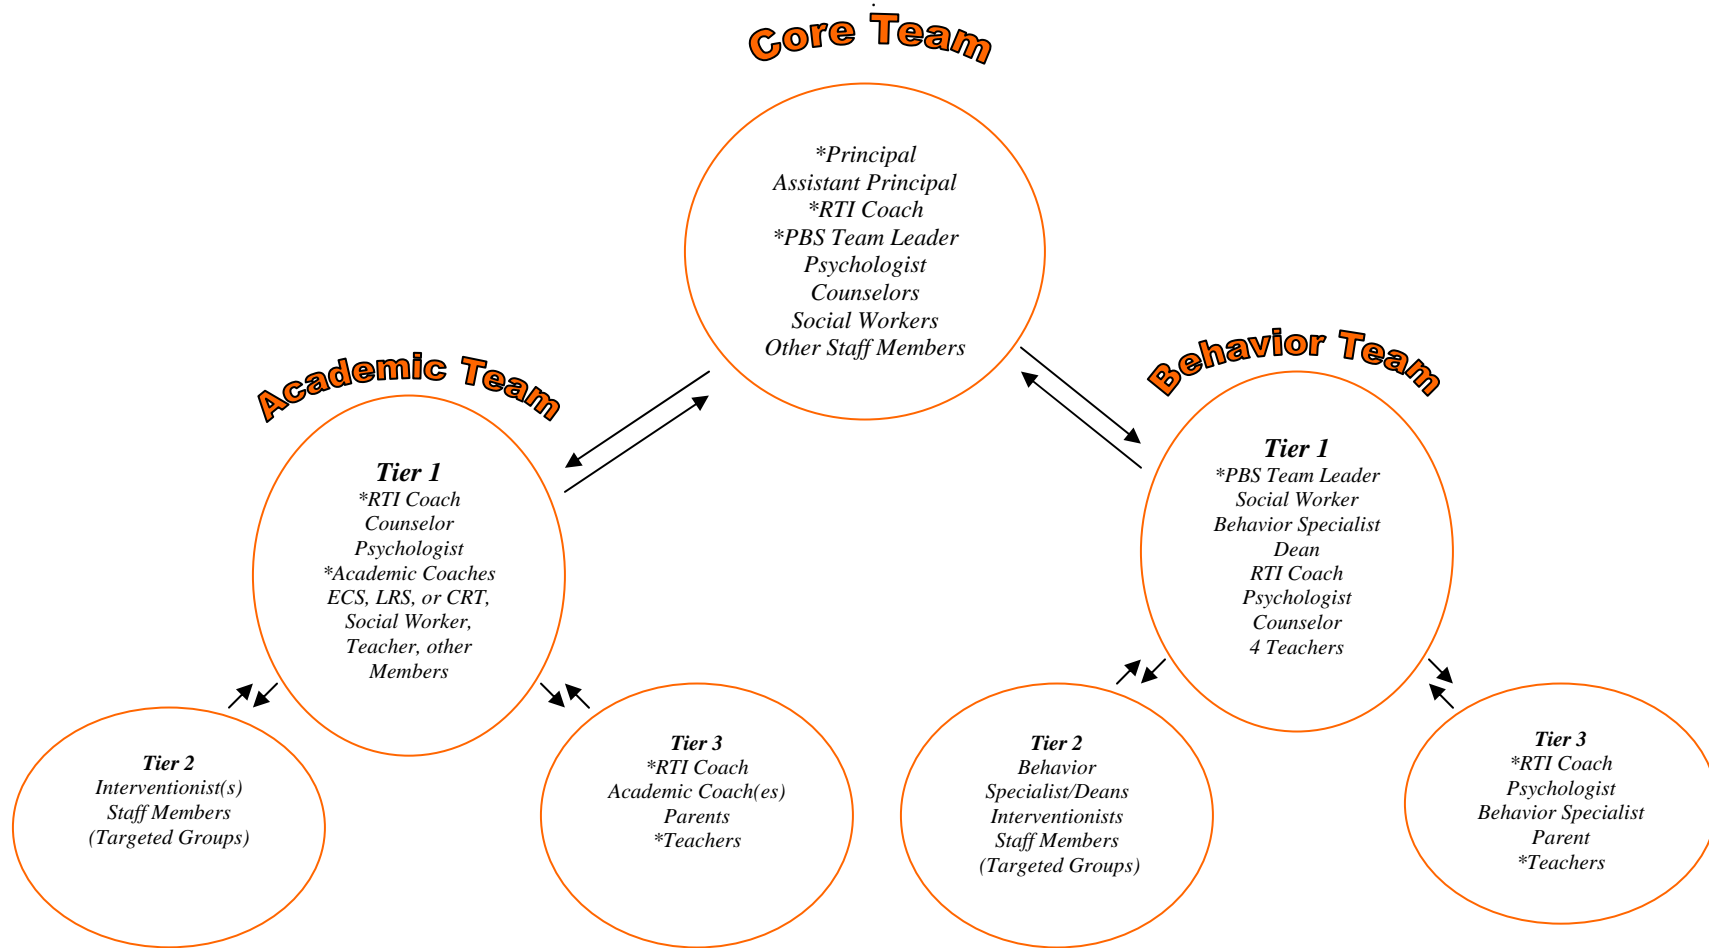 Core Team
*Principal
Assistant Principal
*RTI Coach
*PBS Team Leader
Psychologist
Counselors
Social Workers
Other Staff Members
Academic Team
Tier 1
*RTI Coach
Counselor
Psychologist
*Academic Coaches
ECS, LRS, or CRT,
Social Worker,
Teacher, other
Members
Behavior Team
Tier 1
*PBS Team Leader
Social Worker
Behavior Specialist
Dean
RTI Coach
Psychologist
Counselor
4 Teachers
Tier 2
Interventionist(s)
Staff Members
(Targeted Groups)
Tier 3
*RTI Coach
Academic Coach(es)
Parents
*Teachers
Tier 2
Behavior
Specialist/Deans
Interventionists
Staff Members
(Targeted Groups)
Tier 3
*RTI Coach
Psychologist
Behavior Specialist
Parent
*Teachers